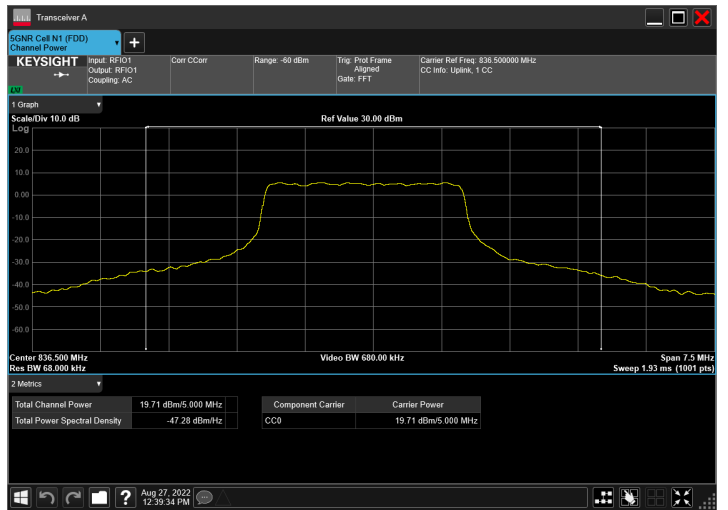 Transceiver A
5GNR Cell N1 (FDD)
Channel Power
KEYSIGHT
LXI
Input: RFIO1
Output: RFIO1
Coupling: AC
Corr CCorr
Range: -60 dBm
Trig: Prot Frame
Aligned
Gate: FFT
Carrier Ref Freq: 836.500000 MHz
CC Info: Uplink, 1 CC
1 Graph
Scale/Div 10.0 dB
Ref Value 30.00 dBm
Log
20.0
10.0
0.00
-10.0
-20.0
-30.0
-40.0
-50.0
-60.0
Center 836.500 MHz
Video BW 680.00 kHz
Span 7.5 MHz
Res BW 68.000 kHz
Sweep 1.93 ms (1001 pts)
2 Metrics
Total Channel Power 19.71 dBm/5.000 MHz
Total Power Spectral Density -47.28 dBm/Hz
Component Carrier Carrier Power
CC0 19.71 dBm/5.000 MHz
?
Aug 27, 2022
12:39:34 PM